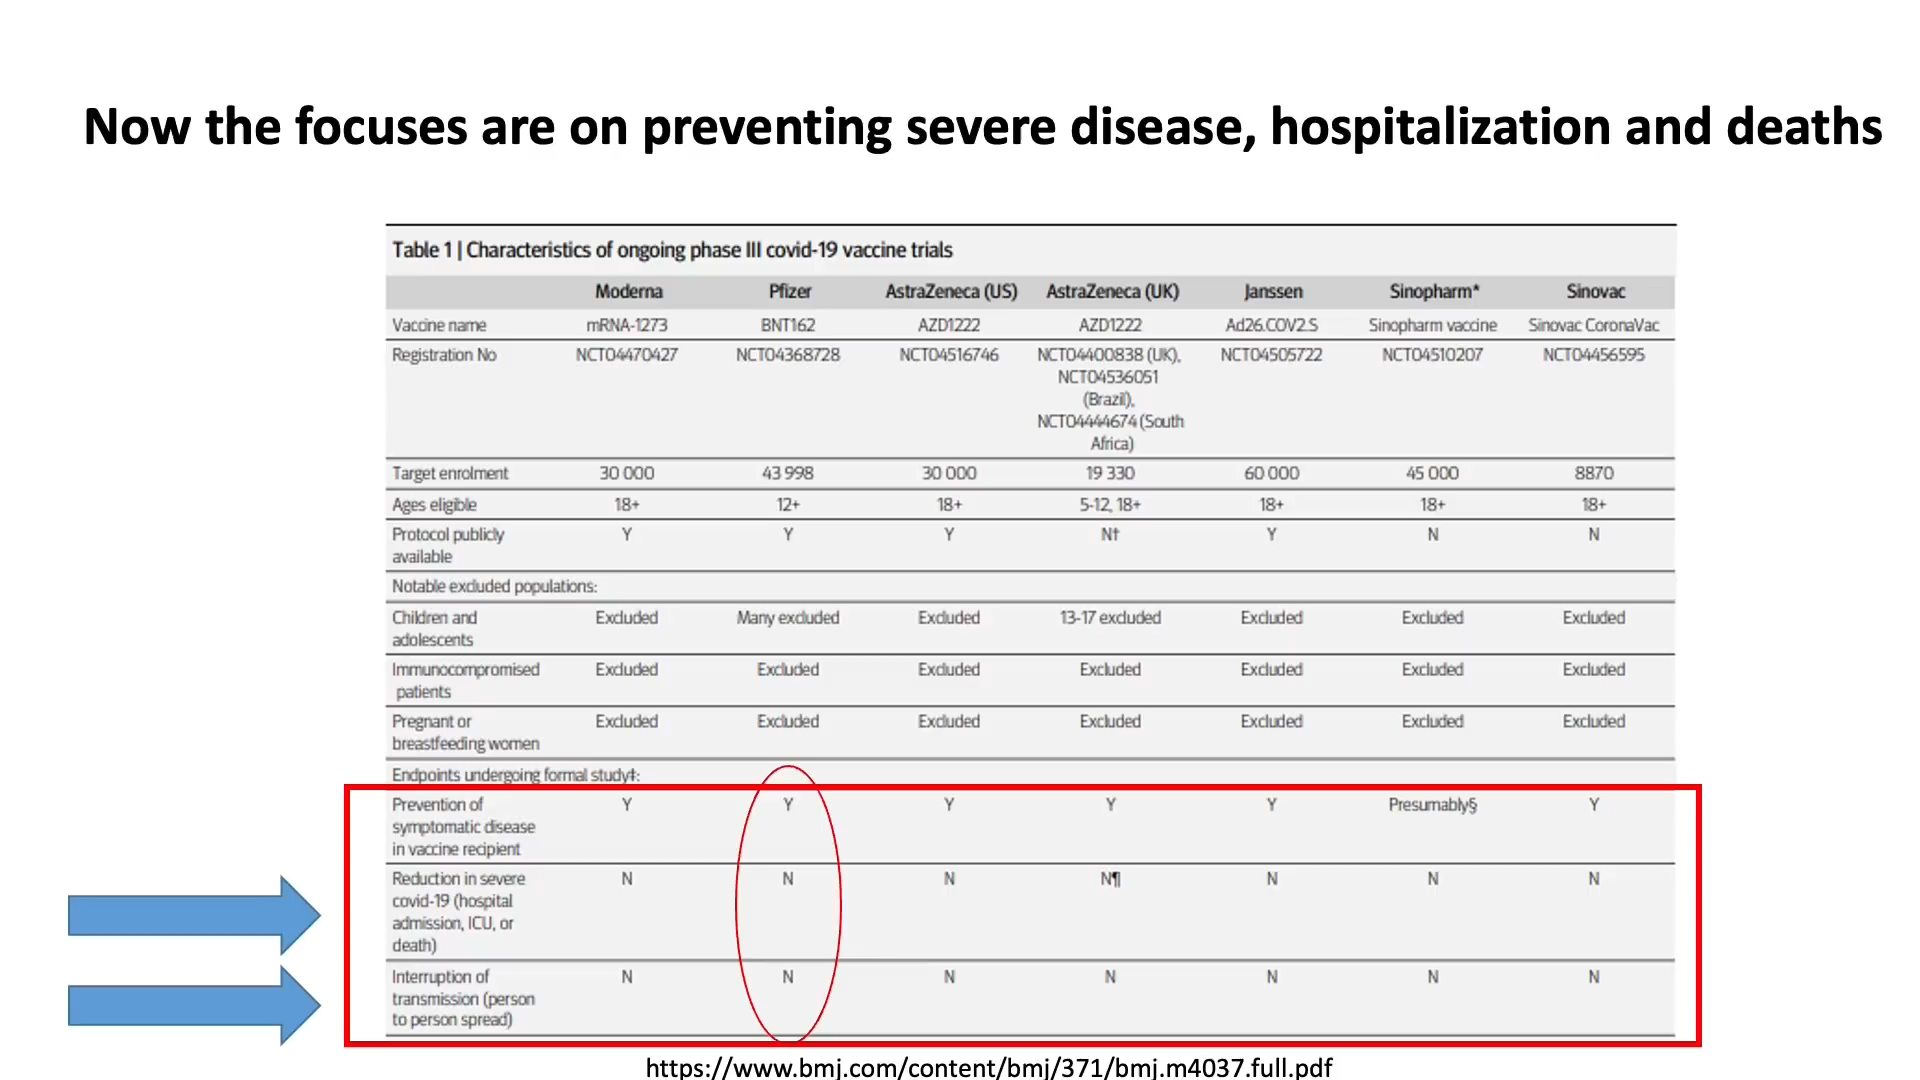 Now the focuses are on preventing severe disease, hospitalization and deaths
Table 1 | Characteristics of ongoing phase III covid-19 vaccine trials
Moderna Pfizer AstraZeneca (US) AstraZeneca (UK) Janssen Sinopharm* Sinovac
Vaccine name mRNA-1273 BNT162 AZD1222 AZD1222 Ad26.COV2.S Sinopharm vaccine Sinovac CoronaVac
Registration No NCT04470427 NCT04368728 NCT04516746 NCT04400838 (UK), NCT04505722 NCT04510207 NCT04456595
NCT04536051
(Brazil),
NCT04444674 (South
Africa)
Target enrolment 30 000 43 998 30 000 19 330 60 000 45 000 8870
Ages eligible 18+ 12+ 18+ 5-12, 18+ 18+ 18+ 18+
Protocol publicly Y Y Y N† Y N N
available
Notable excluded populations:
Children and Excluded Many excluded Excluded 13-17 excluded Excluded Excluded Excluded
adolescents
Immunocompromised Excluded Excluded Excluded Excluded Excluded Excluded Excluded
patients
Pregnant or Excluded Excluded Excluded Excluded Excluded Excluded Excluded
breastfeeding women
Endpoints undergoing formal study‡:
Prevention of Y Y Y Y Y Presumably§ Y
symptomatic disease
in vaccine recipient
Reduction in severe N N N N¶ N N N
covid-19 (hospital
admission, ICU, or
death)
Interruption of N N N N N N N
transmission (person
to person spread)
https://www.bmj.com/content/bmj/371/bmj.m4037.full.pdf